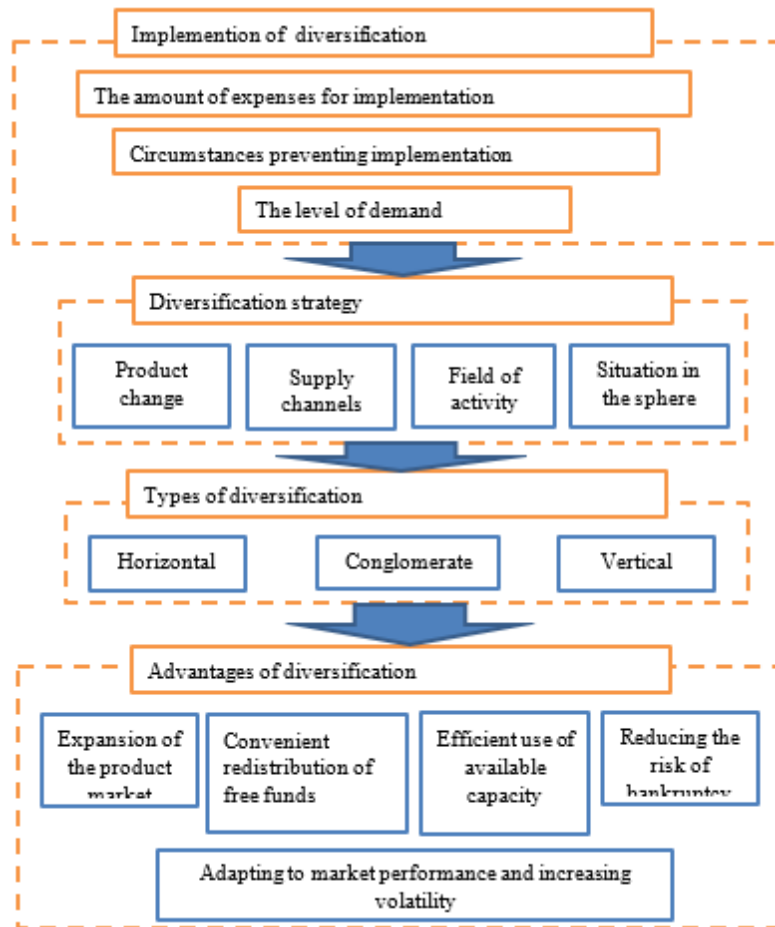 Implemention of diversification
The amount of expenses for implementation
Circumstances preventing implementation
The level of demand
Diversification strategy
Product
change
Supply
channels
Field of
activity
Situation in
the sphere
Types of diversification
Horizontal
Conglomerate
Vertical
Advantages of diversification
Expansion of
the product
market
Convenient
redistribution of
free funds
Efficient use of
available
capacity
Reducing the
risk of
bankruptcy
Adapting to market performance and increasing
volatility